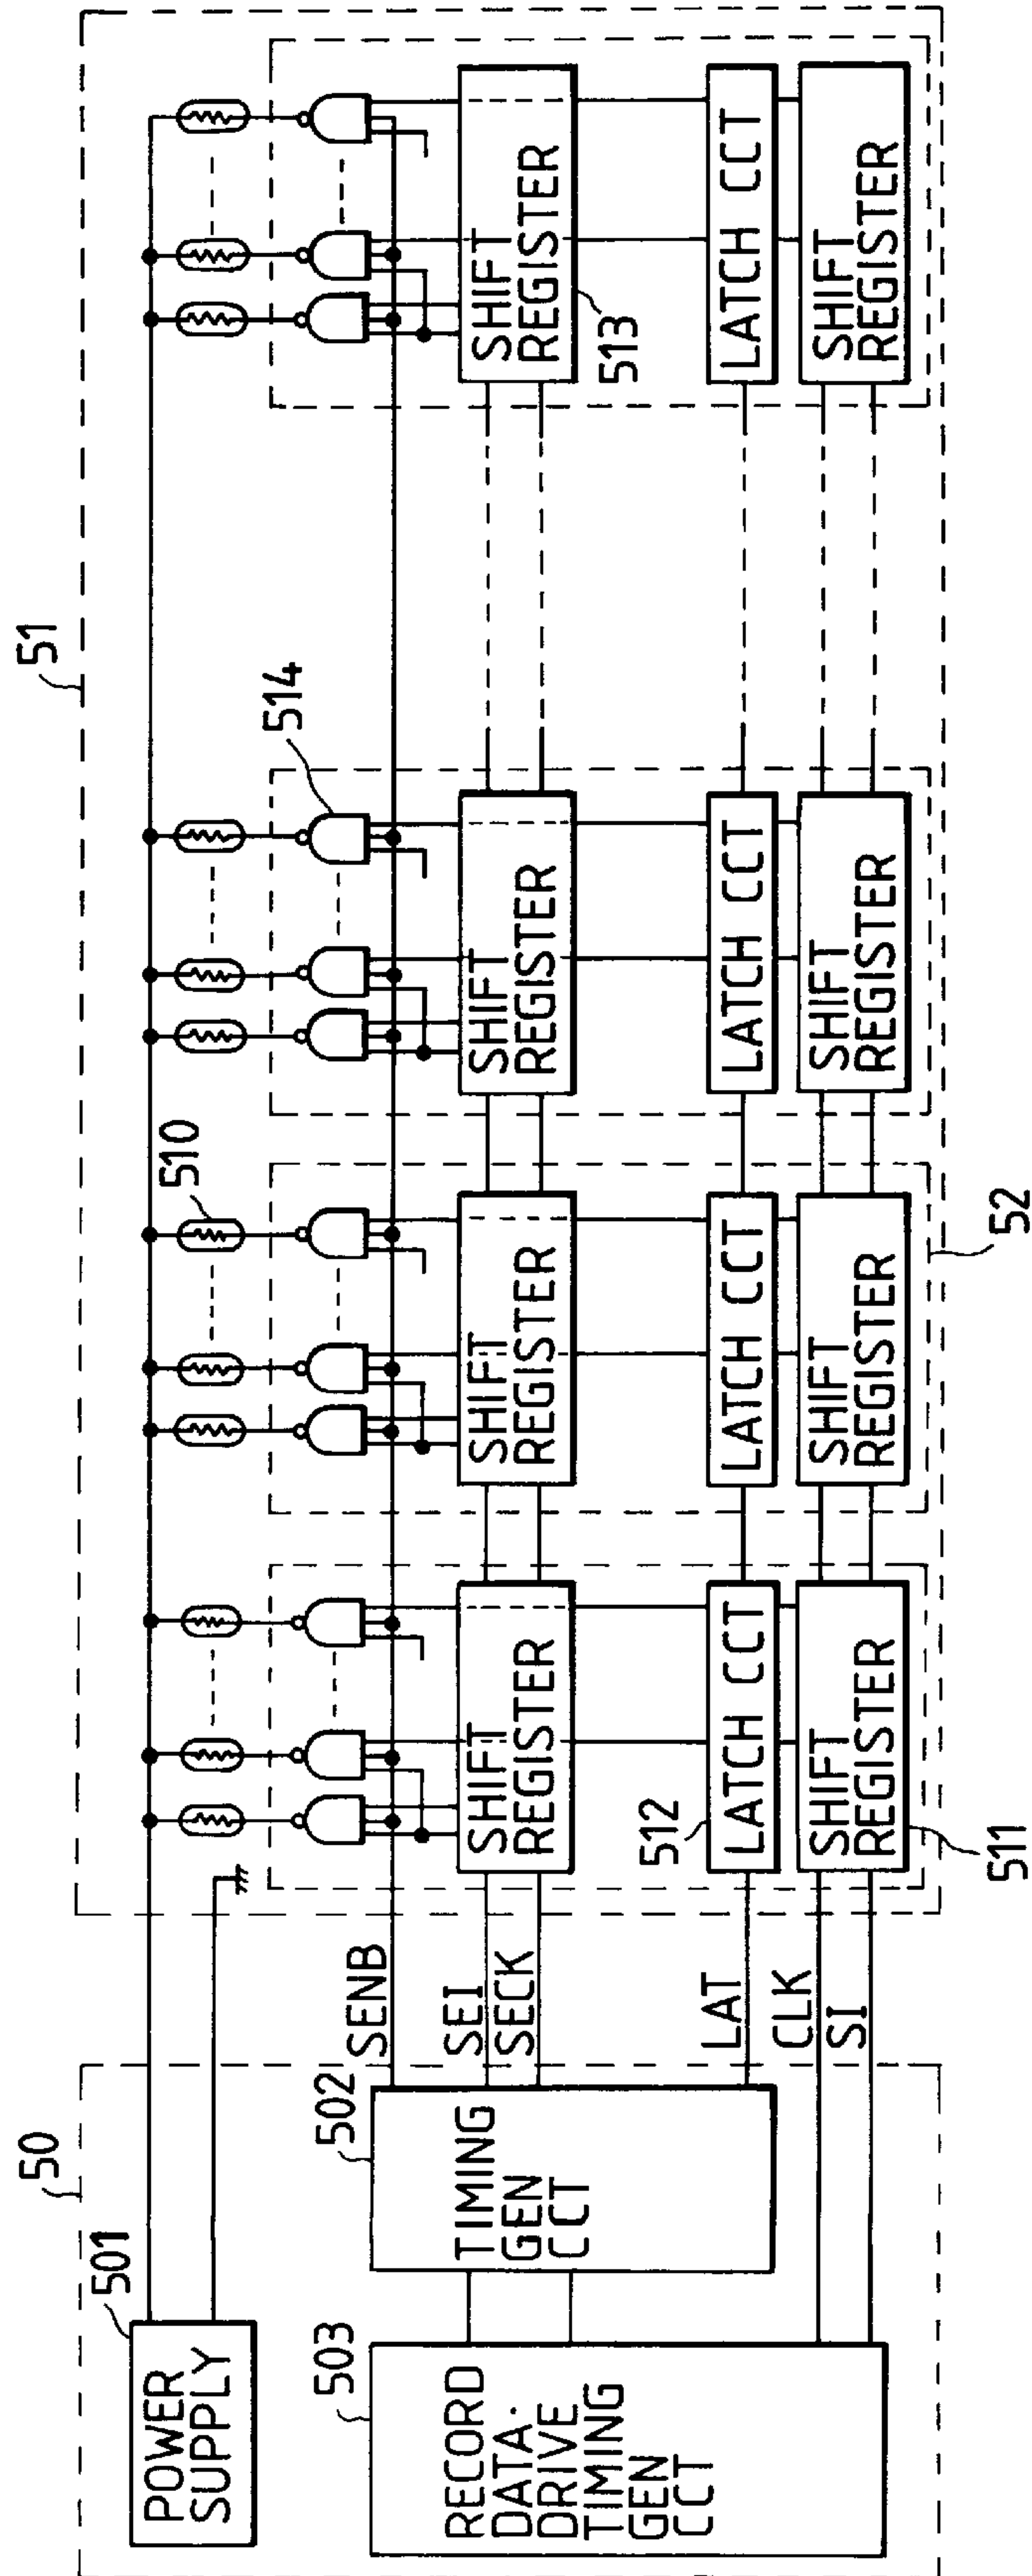 50
51
501
POWER
SUPPLY
503
RECORD
DATA·
DRIVE
TIMING
GEN
CCT
502
TIMING
GEN
CCT
SENB
SEI
SECK
LAT
CLK
SI
510
514
SHIFT
REGISTER
SHIFT
REGISTER
SHIFT
REGISTER
SHIFT
REGISTER
513
512
LATCH CCT
LATCH CCT
LATCH CCT
LATCH CCT
SHIFT
REGISTER
SHIFT
REGISTER
SHIFT
REGISTER
SHIFT
REGISTER
511
52